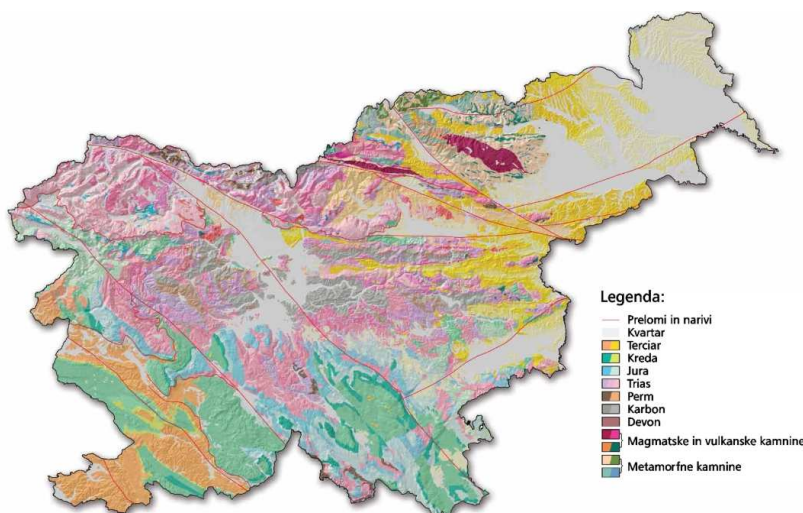 Legenda:
Prelomi in narivi
Kvartar
Terciar
Kreda
Jura
Trias
Perm
Karbon
Devon
Magmatske in vulkanske kamnine
Metamorfne kamnine